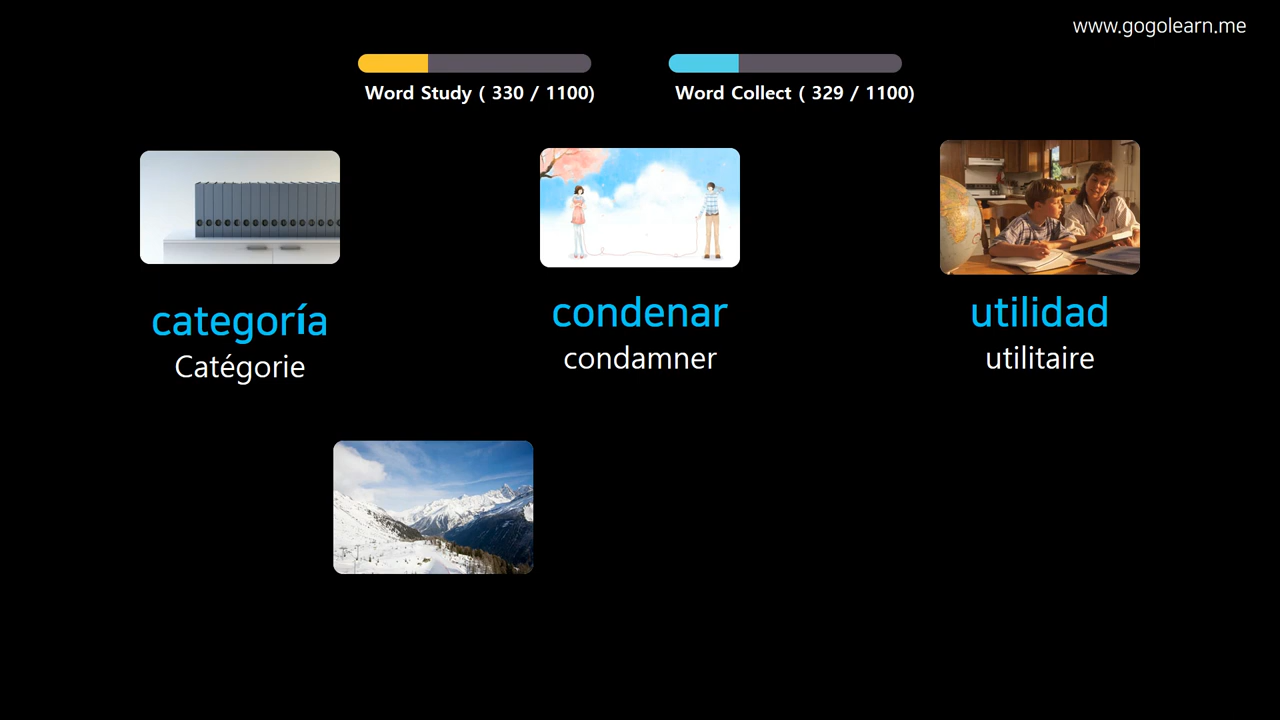 www.gogolearn.me
Word Study ( 330 / 1100)
Word Collect ( 329 / 1100)
categoría
Catégorie
condenar
condamner
utilidad
utilitaire